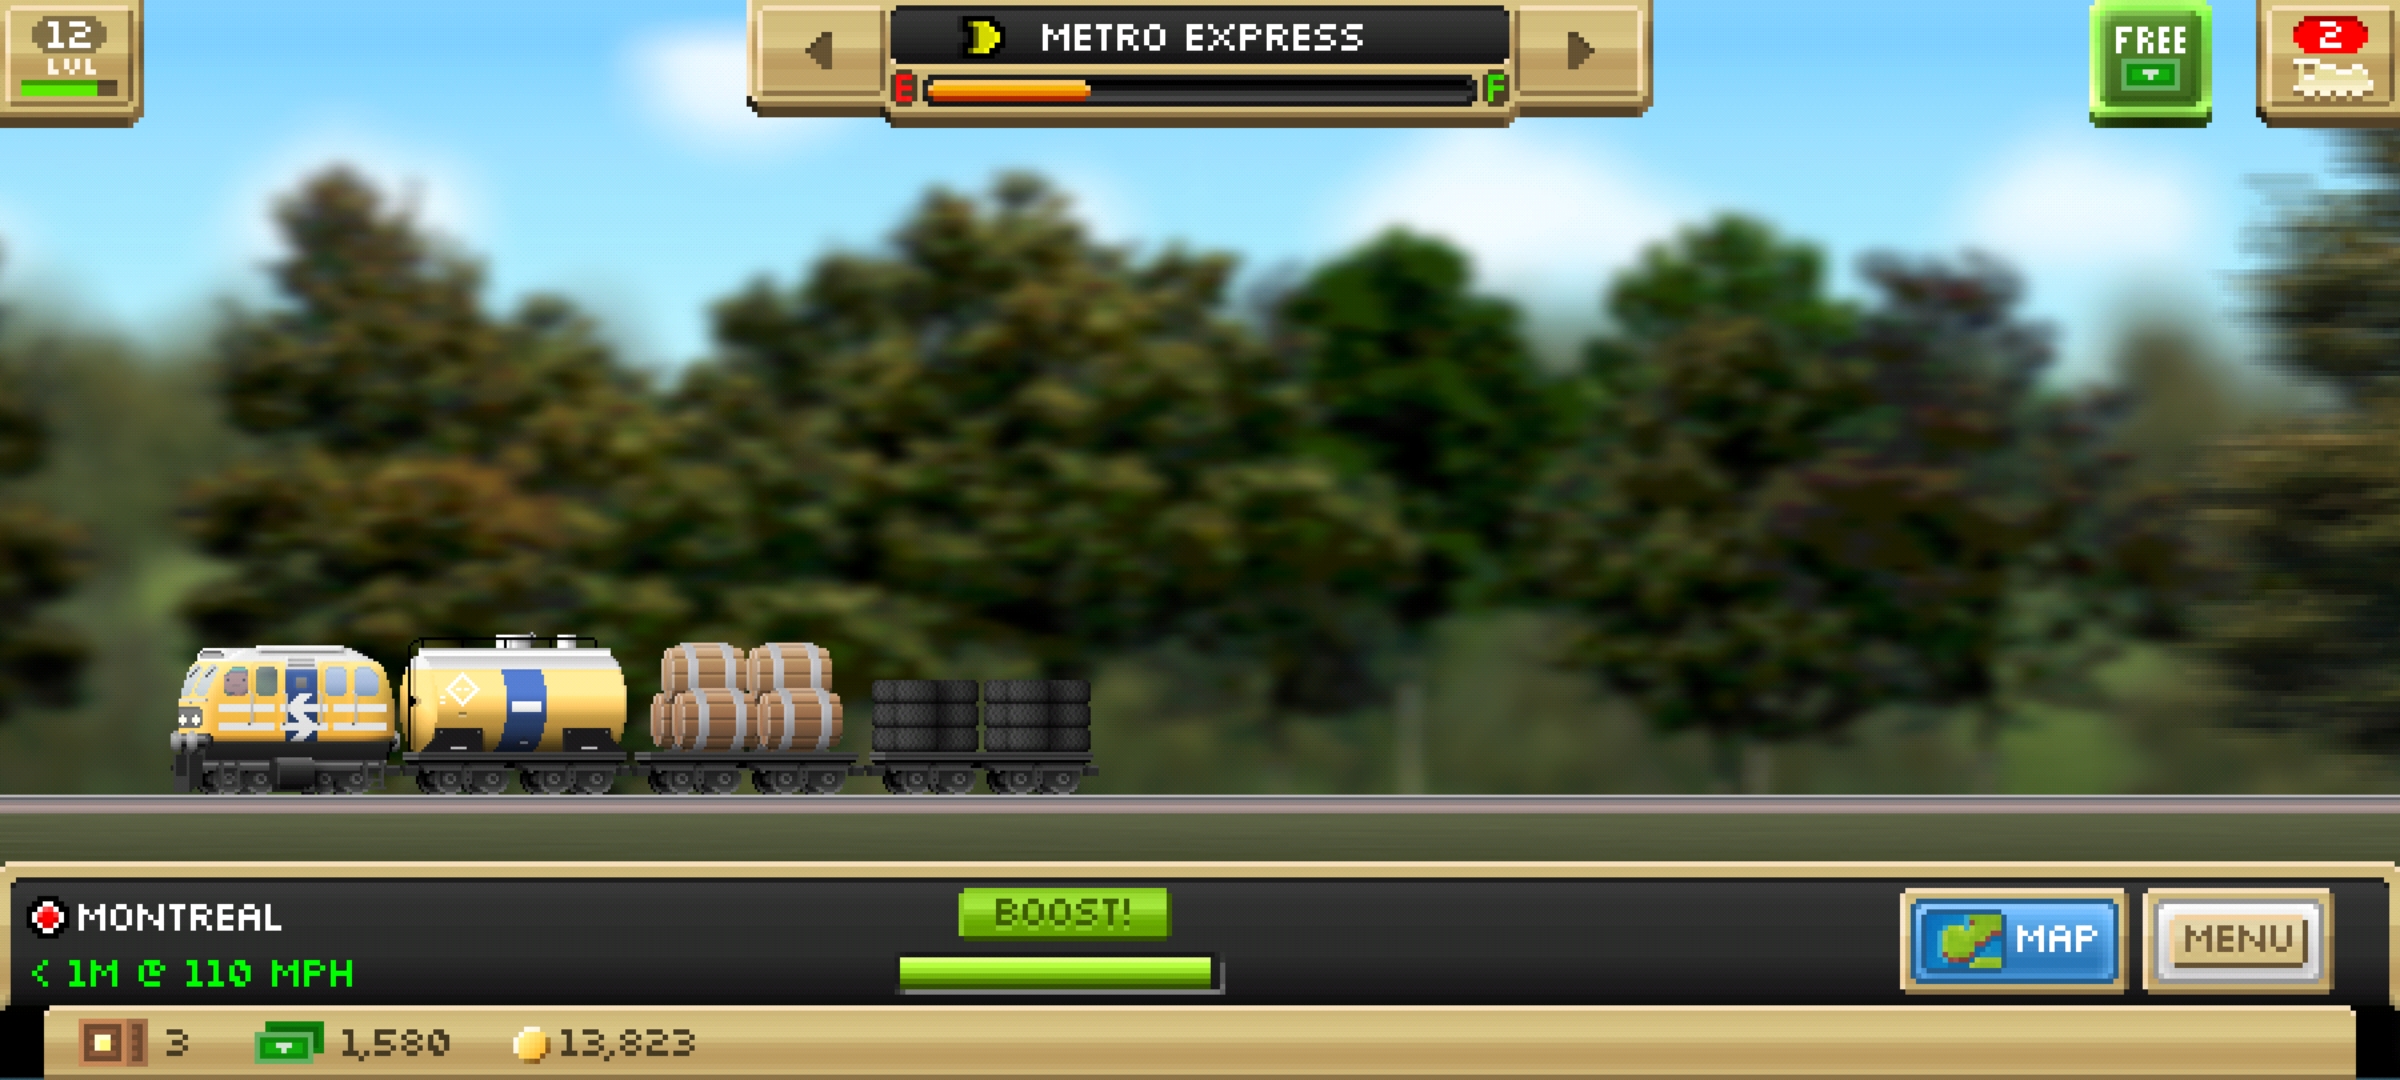 12
LVL
METRO EXPRESS
E F
FREE
2
MONTREAL
< 1M @ 110 MPH
BOOST!
MAP
MENU
3
1,580
13,823